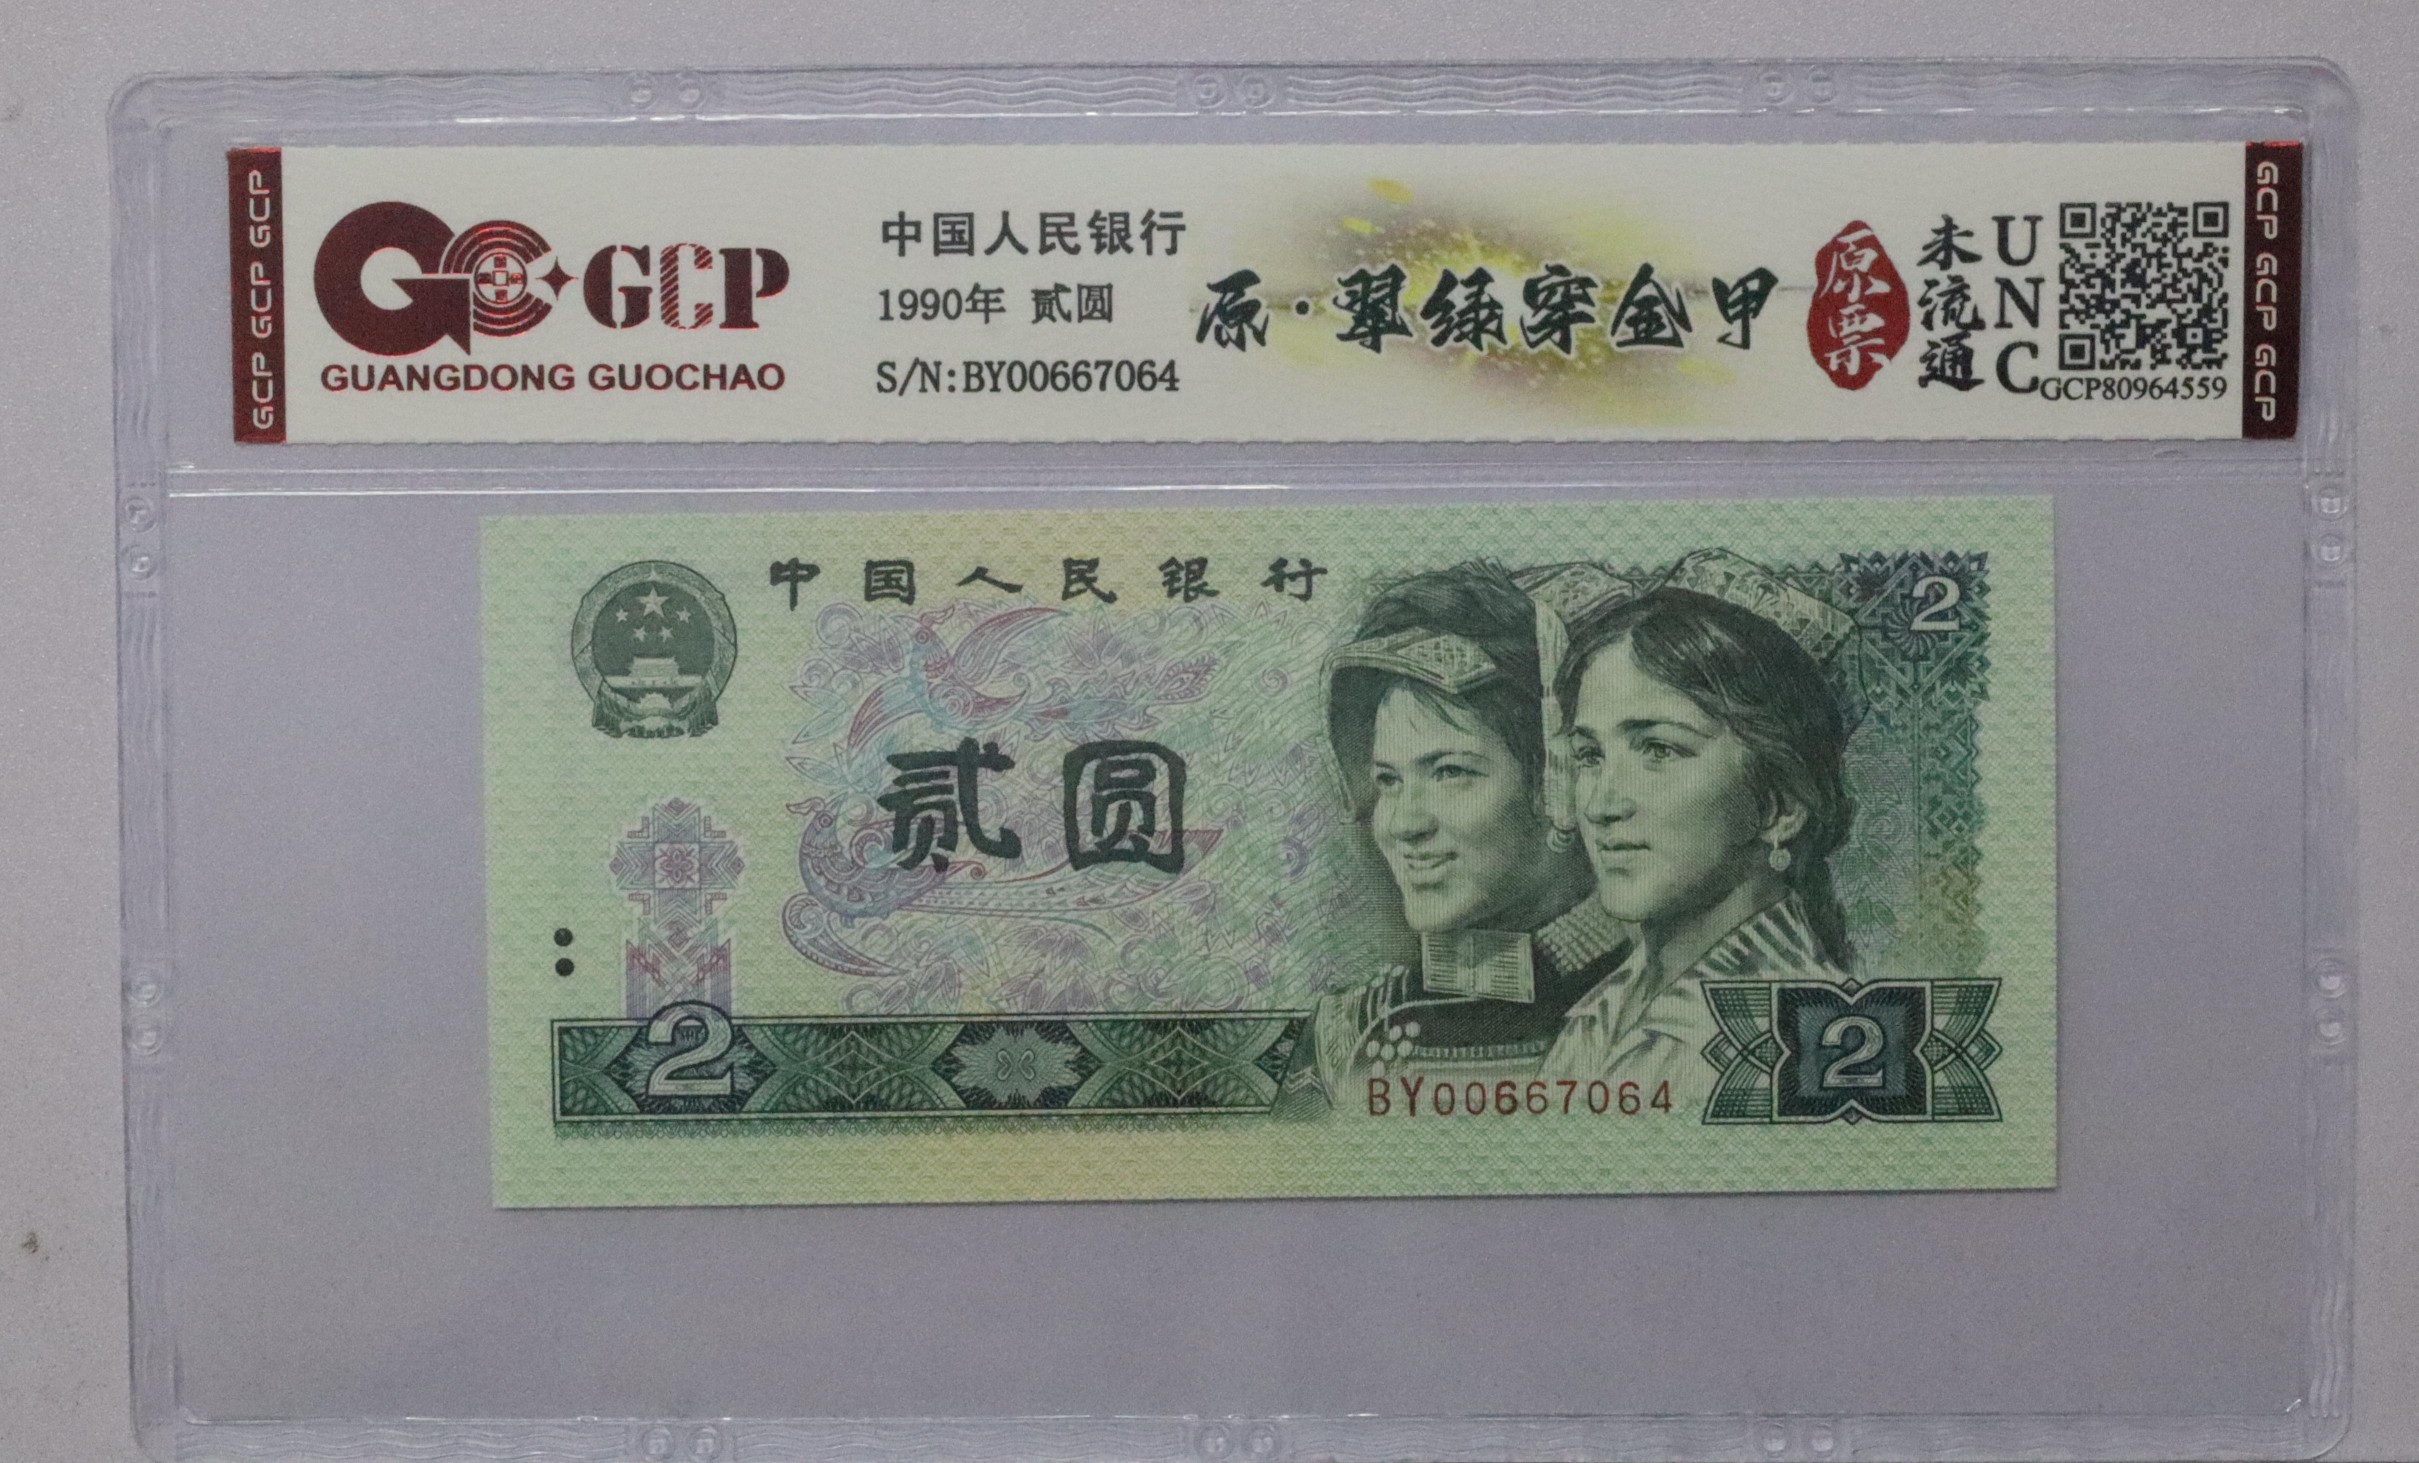 GCP GCP GCP
GCP
GUANGDONG GUOCHAO
中国人民银行
1990年 贰圆
S/N:BY00667064
原·翠绿穿金甲
原票
未流通
UNC
GCP80964559
GCP GCP GCP
中国人民银行
2
贰圆
2
BY00667064
2